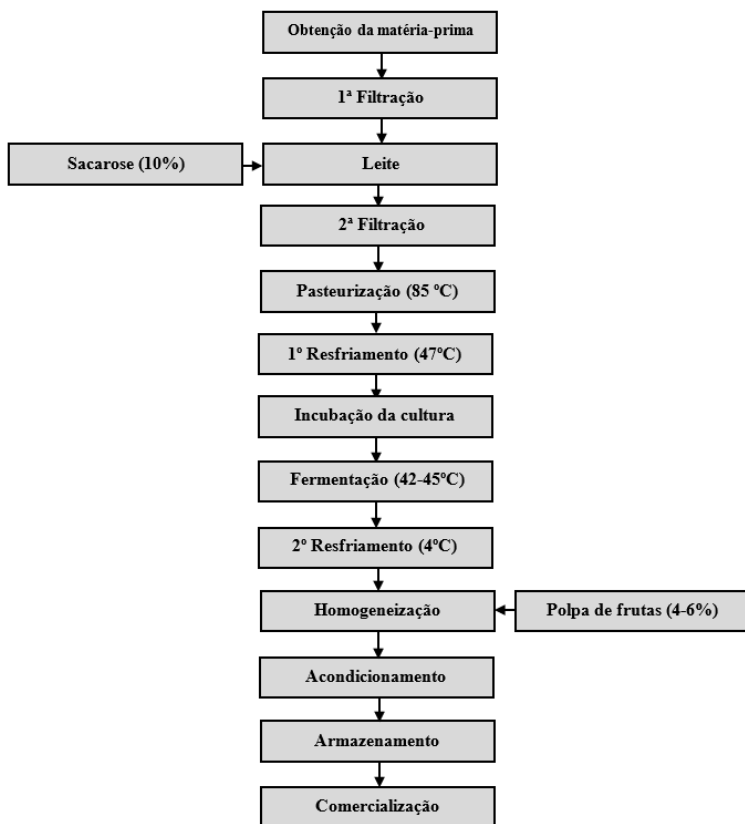 Obtenção da matéria-prima
1ª Filtração
Sacarose (10%)
Leite
2ª Filtração
Pasteurização (85 ºC)
1º Resfriamento (47ºC)
Incubação da cultura
Fermentação (42-45ºC)
2º Resfriamento (4ºC)
Homogeneização
Polpa de frutas (4-6%)
Acondicionamento
Armazenamento
Comercialização